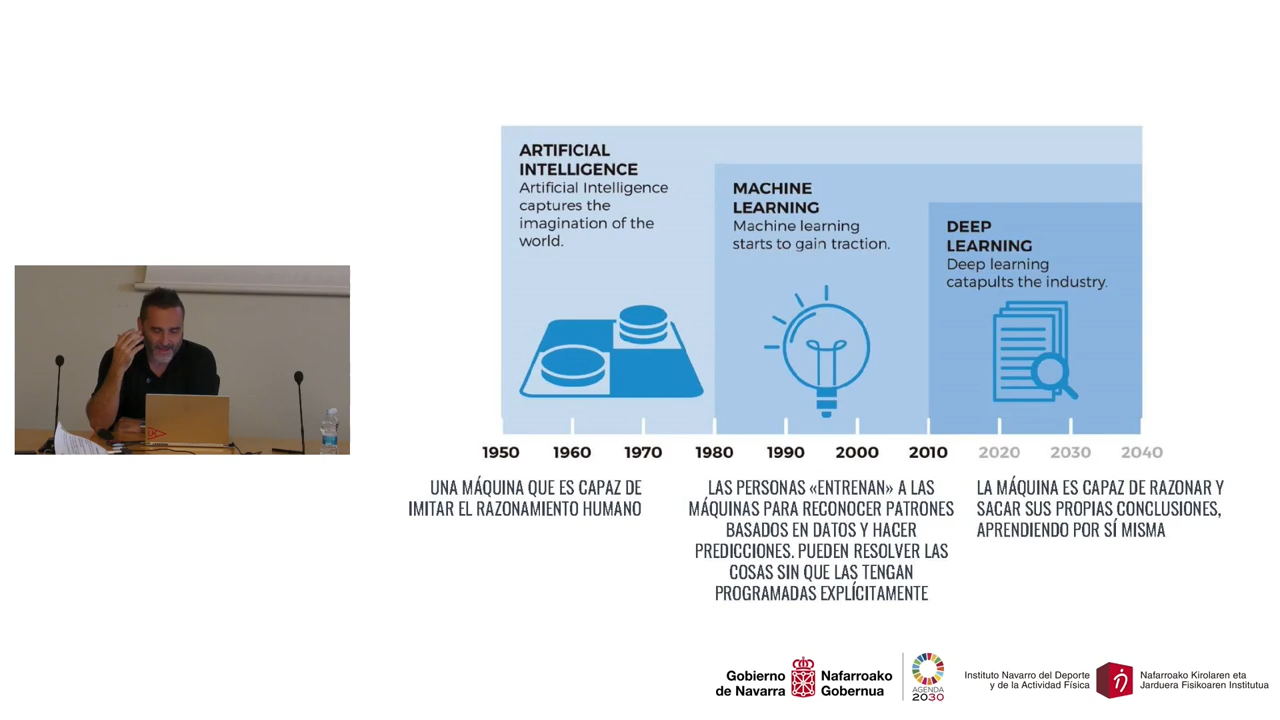 ARTIFICIAL
INTELLIGENCE
Artificial Intelligence
captures the
imagination of the
world.
MACHINE
LEARNING
Machine learning
starts to gain traction.
DEEP
LEARNING
Deep learning
catapults the industry.
1950 1960 1970 1980 1990 2000 2010 2020 2030 2040
UNA MÁQUINA QUE ES CAPAZ DE
IMITAR EL RAZONAMIENTO HUMANO
LAS PERSONAS «ENTRENAN» A LAS
MÁQUINAS PARA RECONOCER PATRONES
BASADOS EN DATOS Y HACER
PREDICCIONES. PUEDEN RESOLVER LAS
COSAS SIN QUE LAS TENGAN
PROGRAMADAS EXPLÍCITAMENTE
LA MÁQUINA ES CAPAZ DE RAZONAR Y
SACAR SUS PROPIAS CONCLUSIONES,
APRENDIENDO POR SÍ MISMA
Gobierno
de Navarra
Nafarroako
Gobernua
AGENDA
2030
Instituto Navarro del Deporte
y de la Actividad Física
Nafarroako Kirolaren eta
Jarduera Fisikoaren Institutua